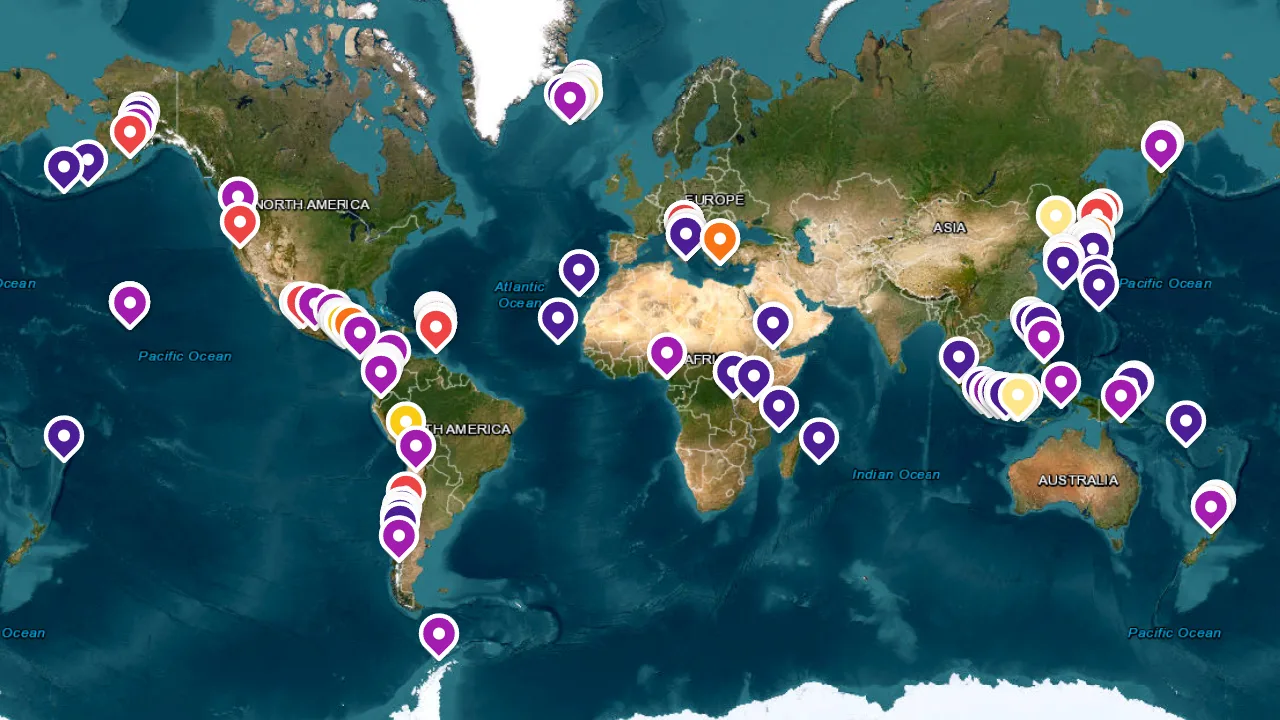 NORTH AMERICA
EUROPE
ASIA
Ocean
Atlantic
Ocean
Pacific Ocean
Pacific Ocean
AFRI
TH AMERICA
Indian Ocean
AUSTRALIA
Ocean
Pacific Ocean